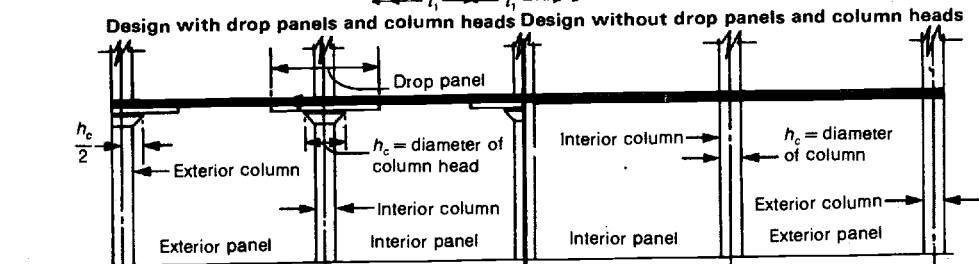 l₁ l₁
Design with drop panels and column heads Design without drop panels and column heads
Drop panel
h_c
2
h_c = diameter of
column head
Interior column
h_c = diameter
of column
Exterior column
Interior column
Exterior column
Exterior panel
Interior panel
Interior panel
Exterior panel